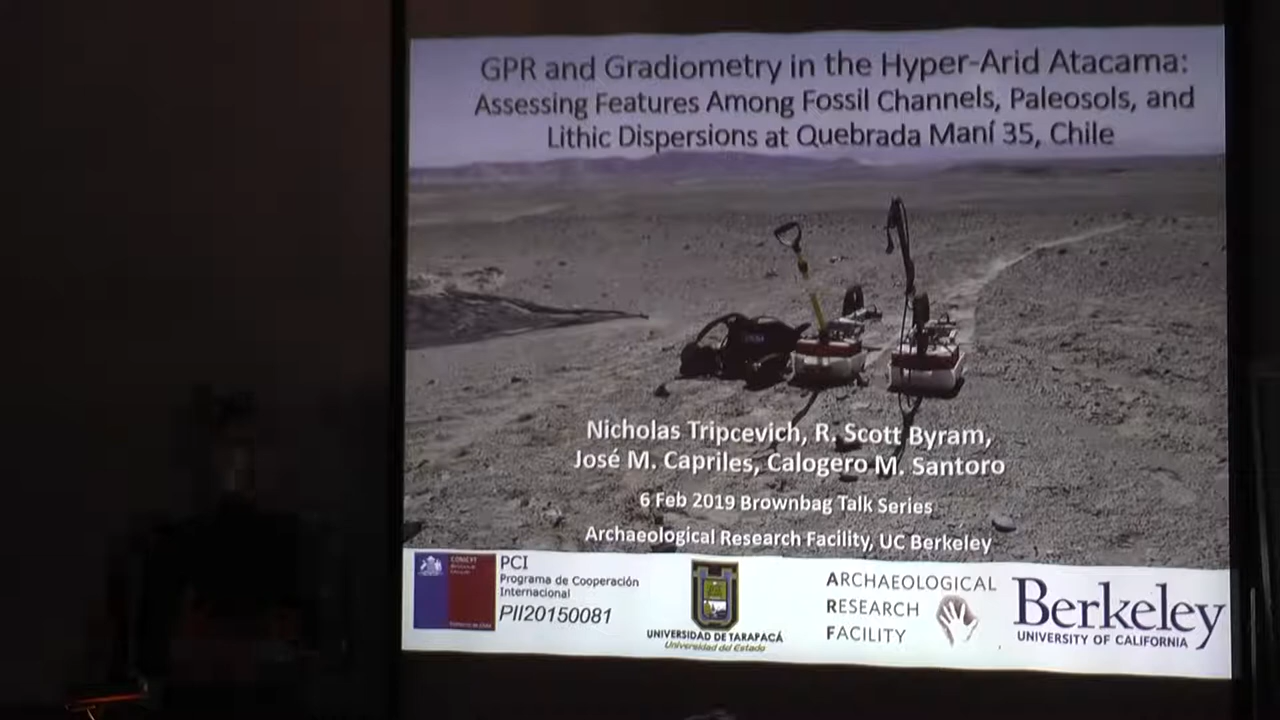 GPR and Gradiometry in the Hyper-Arid Atacama:
Assessing Features Among Fossil Channels, Paleosols, and
Lithic Dispersions at Quebrada Maní 35, Chile
Nicholas Tripcevich, R. Scott Byram,
José M. Capriles, Calogero M. Santoro
6 Feb 2019 Brownbag Talk Series
Archaeological Research Facility, UC Berkeley
CONICYT
PCI
Programa de Cooperación
Internacional
PII20150081
UNIVERSIDAD DE TARAPACÁ
Universidad del Estado
ARCHAEOLOGICAL
RESEARCH
FACILITY
Berkeley
UNIVERSITY OF CALIFORNIA